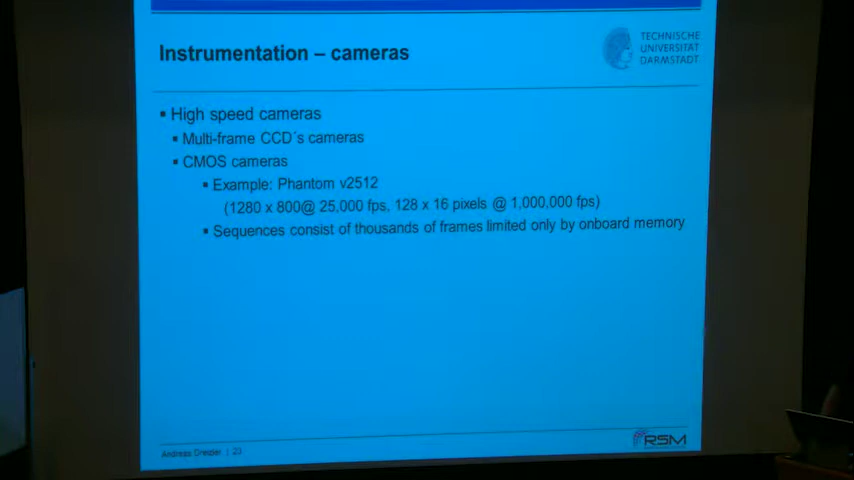 Instrumentation – cameras
TECHNISCHE
UNIVERSITÄT
DARMSTADT
▪ High speed cameras
▪ Multi-frame CCD´s cameras
▪ CMOS cameras
▪ Example: Phantom v2512
(1280 x 800@ 25,000 fps, 128 x 16 pixels @ 1,000,000 fps)
▪ Sequences consist of thousands of frames limited only by onboard memory
Andreas Dreizler | 23
RSM